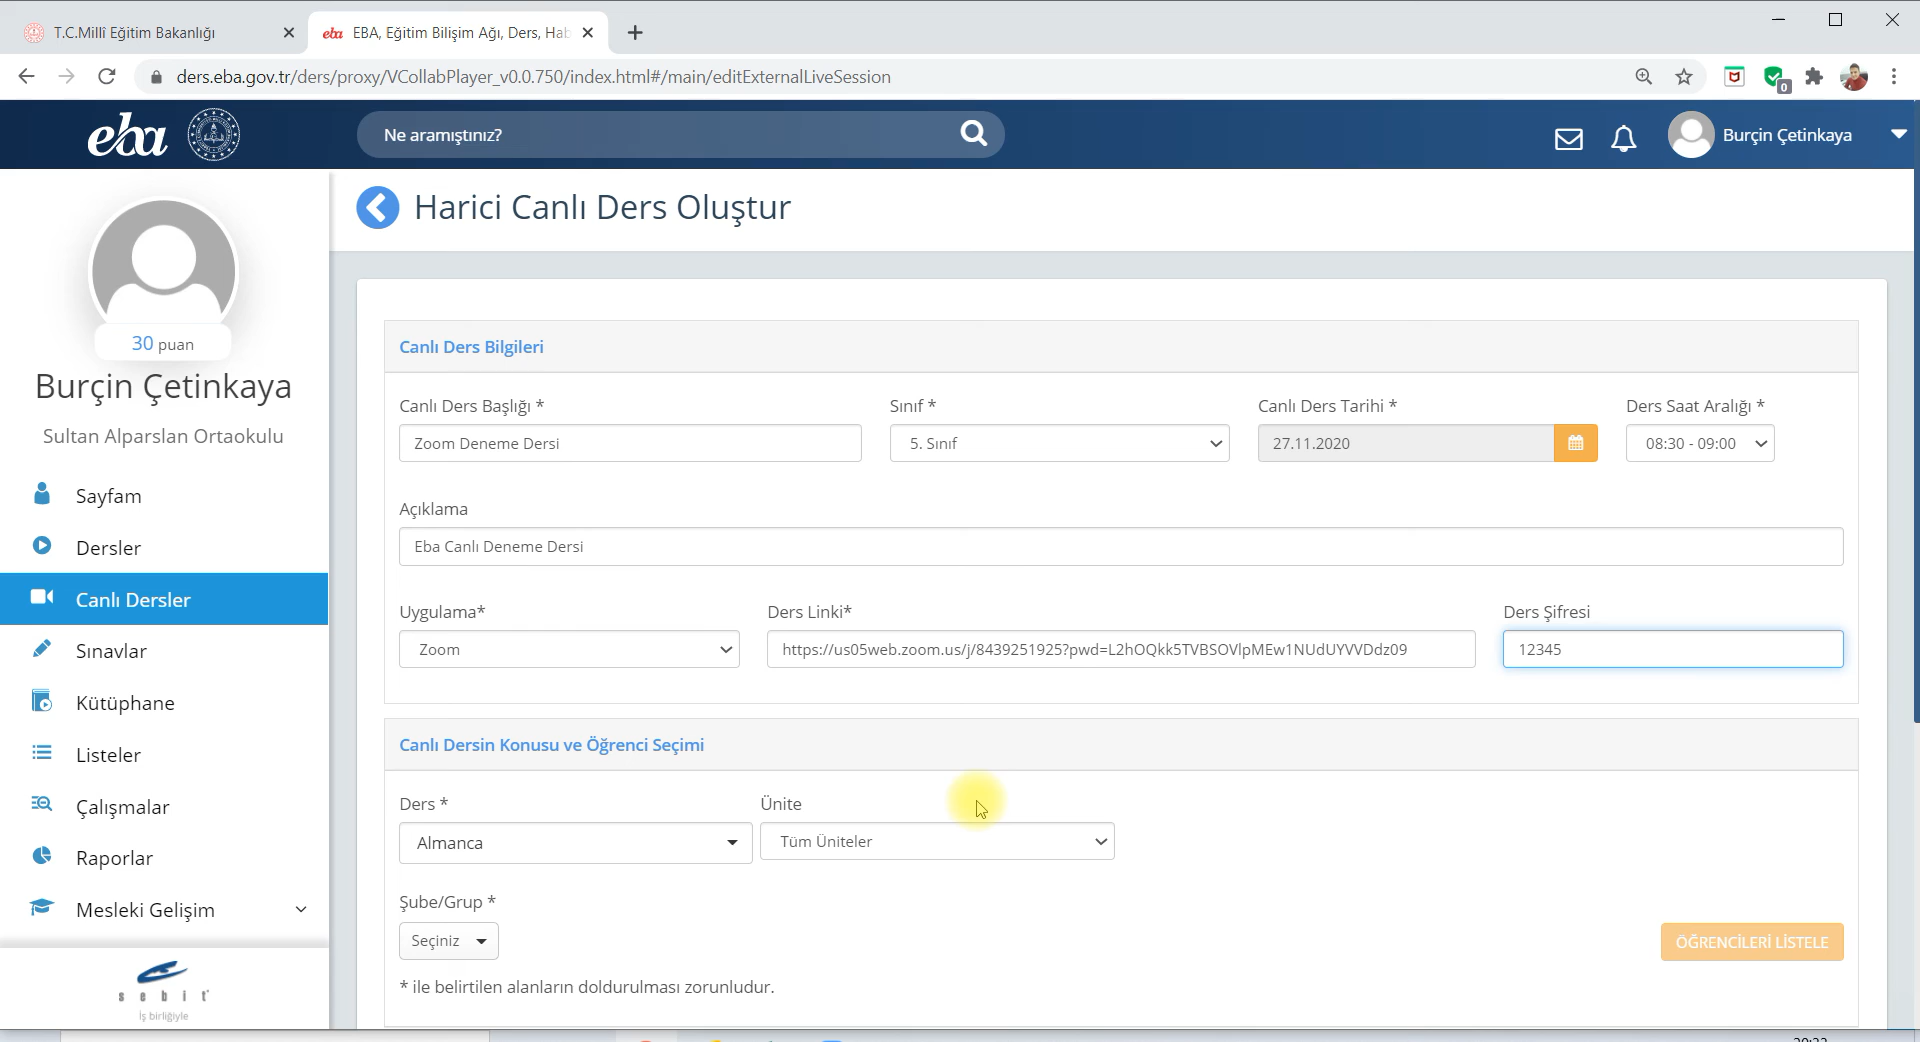 T.C.Millî Eğitim Bakanlığı
eba EBA, Eğitim Bilişim Ağı, Ders, Hab
ders.eba.gov.tr/ders/proxy/VCollabPlayer_v0.0.750/index.html#/main/editExternalLiveSession
0
eba
Ne aramıştınız?
Burçin Çetinkaya
30 puan
Burçin Çetinkaya
Sultan Alparslan Ortaokulu
Sayfam
Dersler
Canlı Dersler
Sınavlar
Kütüphane
Listeler
Çalışmalar
Raporlar
Mesleki Gelişim
sebit
İş birliğiyle
Harici Canlı Ders Oluştur
Canlı Ders Bilgileri
Canlı Ders Başlığı * Sınıf * Canlı Ders Tarihi * Ders Saat Aralığı *
Zoom Deneme Dersi 5. Sınıf 27.11.2020 08:30 - 09:00
Açıklama
Eba Canlı Deneme Dersi
Uygulama* Ders Linki* Ders Şifresi
Zoom https://us05web.zoom.us/j/8439251925?pwd=L2hOQkk5TVBSOVlpMEw1NUdUYVVDdz09 12345
Canlı Dersin Konusu ve Öğrenci Seçimi
Ders * Ünite
Almanca Tüm Üniteler
Şube/Grup *
Seçiniz ÖĞRENCİLERİ LİSTELE
* ile belirtilen alanların doldurulması zorunludur.